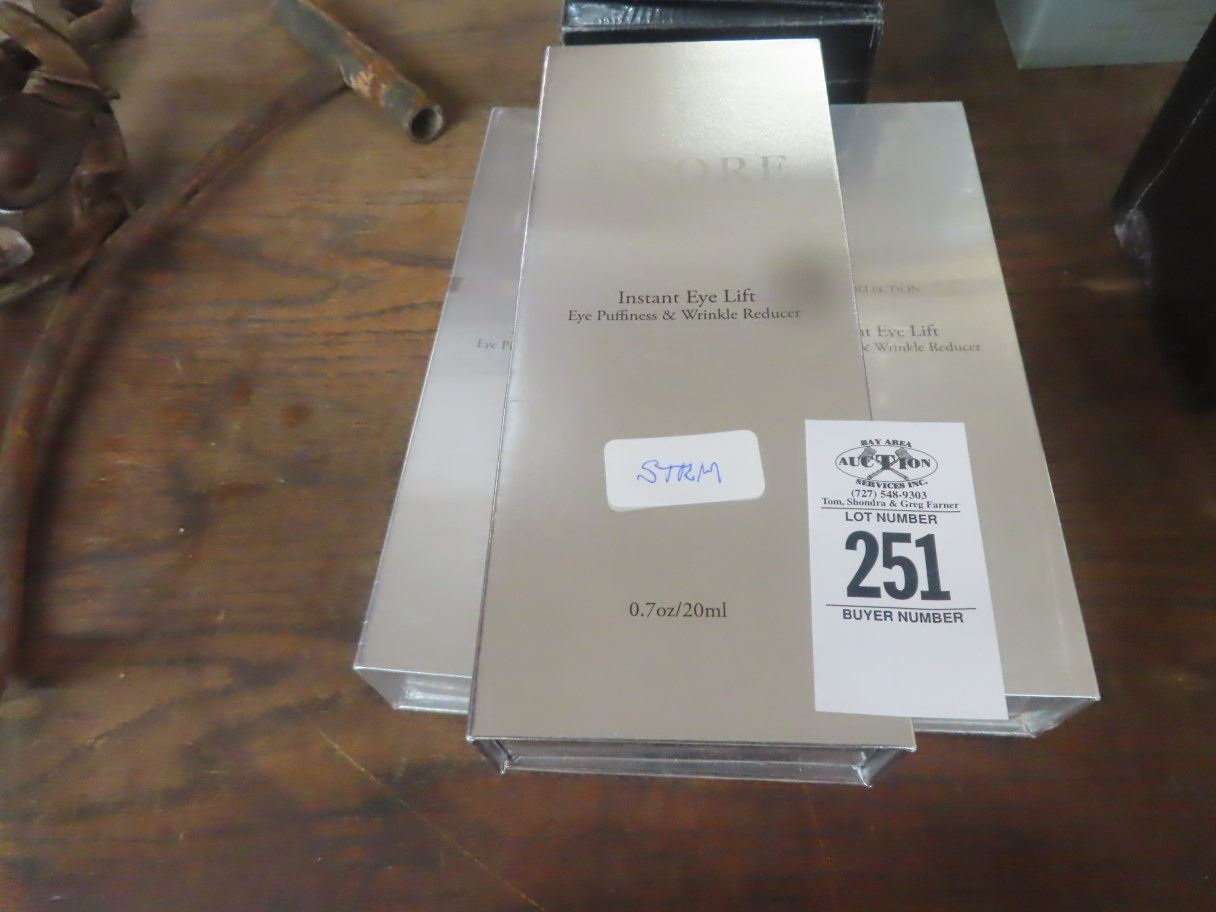 Instant Eye Lift
Eye Puffiness & Wrinkle Reducer
STRM
0.7oz/20ml
Eye
Eye Lift
& Wrinkle Reducer
BAY AREA
AUCTION
SERVICES INC.
(727) 548-9303
Tom, Shondra & Greg Farner
LOT NUMBER
251
BUYER NUMBER